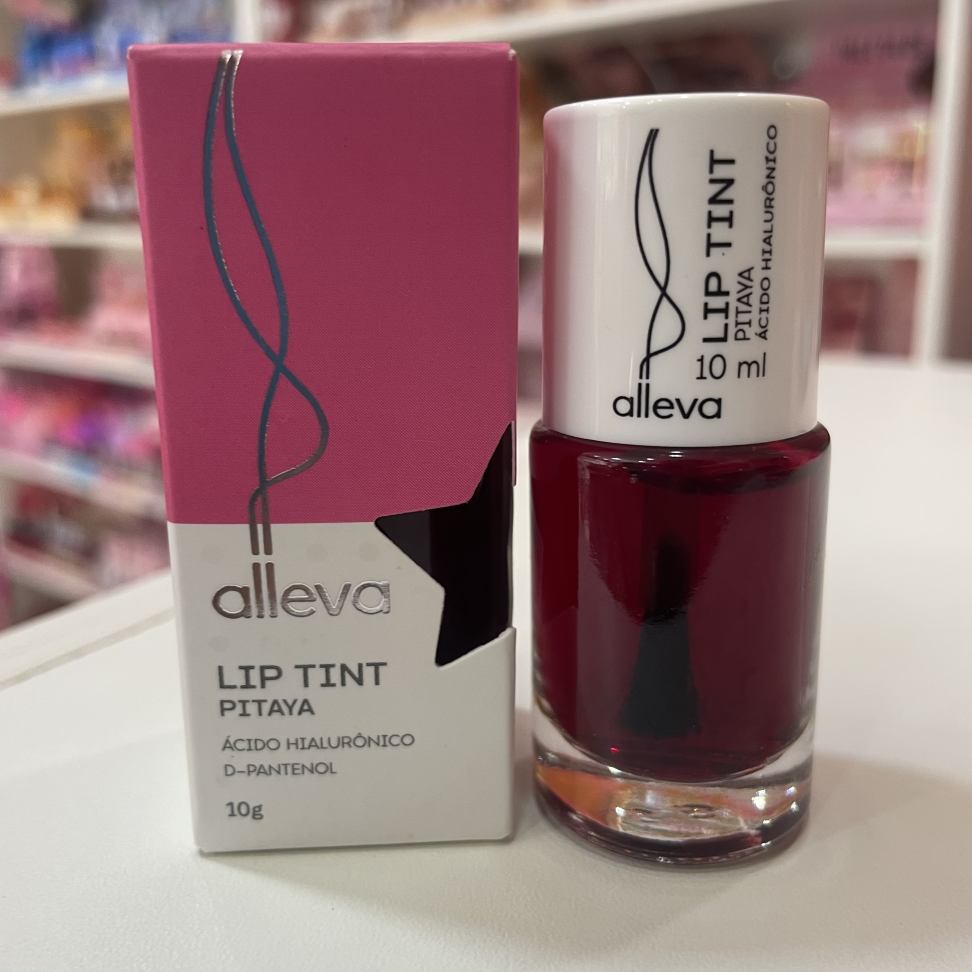 alleva
LIP TINT
PITAYA
ÁCIDO HIALURÔNICO
D-PANTENOL
10g
LIP TINT
PITAYA
ÁCIDO HIALURÔNICO
10 ml
alleva